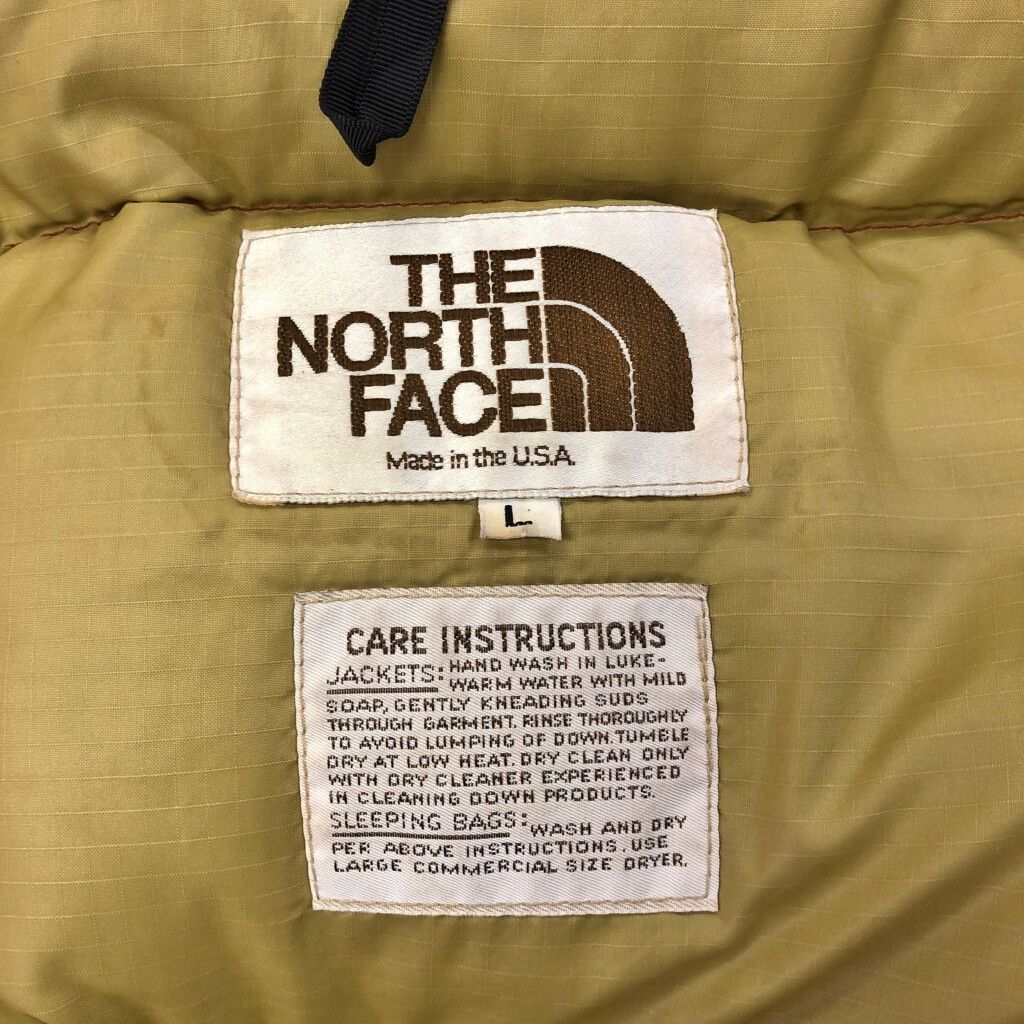 THE
NORTH
FACE
Made in the U.S.A.
L
CARE INSTRUCTIONS
JACKETS: HAND WASH IN LUKE-
WARM WATER WITH MILD
SOAP, GENTLY KNEADING SUDS
THROUGH GARMENT. RINSE THOROUGHLY
TO AVOID LUMPING OF DOWN. TUMBLE
DRY AT LOW HEAT. DRY CLEAN ONLY
WITH DRY CLEANER EXPERIENCED
IN CLEANING DOWN PRODUCTS.
SLEEPING BAGS: WASH AND DRY
PER ABOVE INSTRUCTIONS. USE
LARGE COMMERCIAL SIZE DRYER.